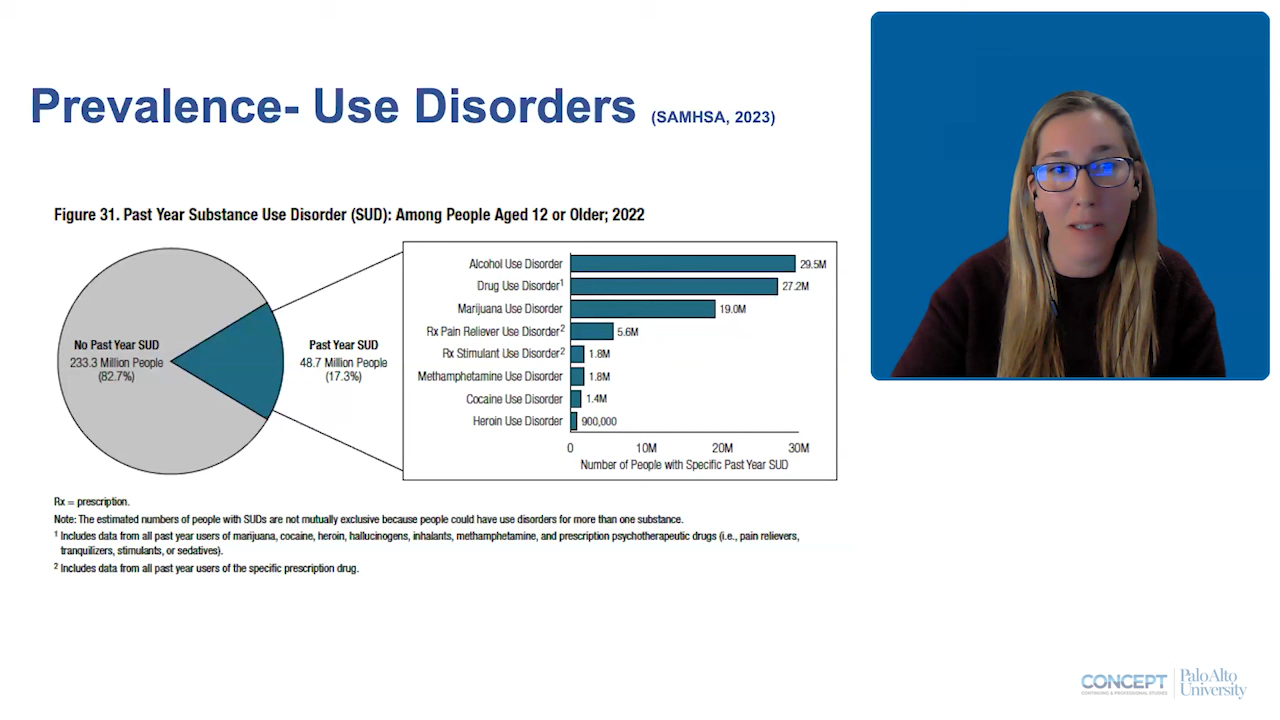 Prevalence- Use Disorders (SAMHSA, 2023)
Figure 31. Past Year Substance Use Disorder (SUD): Among People Aged 12 or Older; 2022
No Past Year SUD
233.3 Million People
(82.7%)
Past Year SUD
48.7 Million People
(17.3%)
Alcohol Use Disorder 29.5M
Drug Use Disorder¹ 27.2M
Marijuana Use Disorder 19.0M
Rx Pain Reliever Use Disorder² 5.6M
Rx Stimulant Use Disorder² 1.8M
Methamphetamine Use Disorder 1.8M
Cocaine Use Disorder 1.4M
Heroin Use Disorder 900,000
0 10M 20M 30M
Number of People with Specific Past Year SUD
Rx = prescription.
Note: The estimated numbers of people with SUDs are not mutually exclusive because people could have use disorders for more than one substance.
¹ Includes data from all past year users of marijuana, cocaine, heroin, hallucinogens, inhalants, methamphetamine, and prescription psychotherapeutic drugs (i.e., pain relievers,
tranquilizers, stimulants, or sedatives).
² Includes data from all past year users of the specific prescription drug.
CONCEPT
CONTINUING & PROFESSIONAL STUDIES
Palo Alto
University